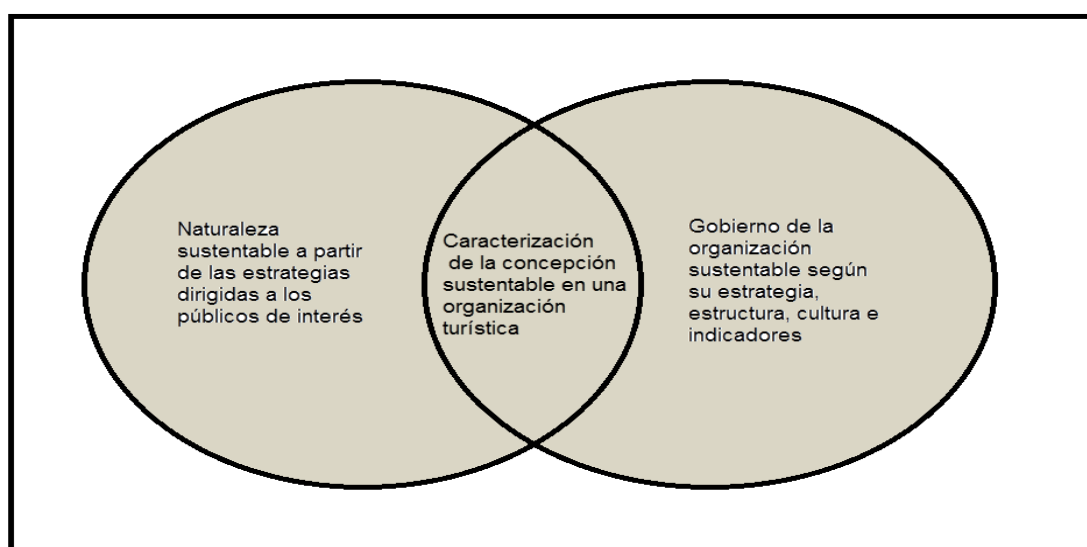 Naturaleza
sustentable a partir
de las estrategias
dirigidas a los
públicos de interés
Caracterización
de la concepción
sustentable en una
organización
turística
Gobierno de la
organización
sustentable según
su estrategia,
estructura, cultura e
indicadores